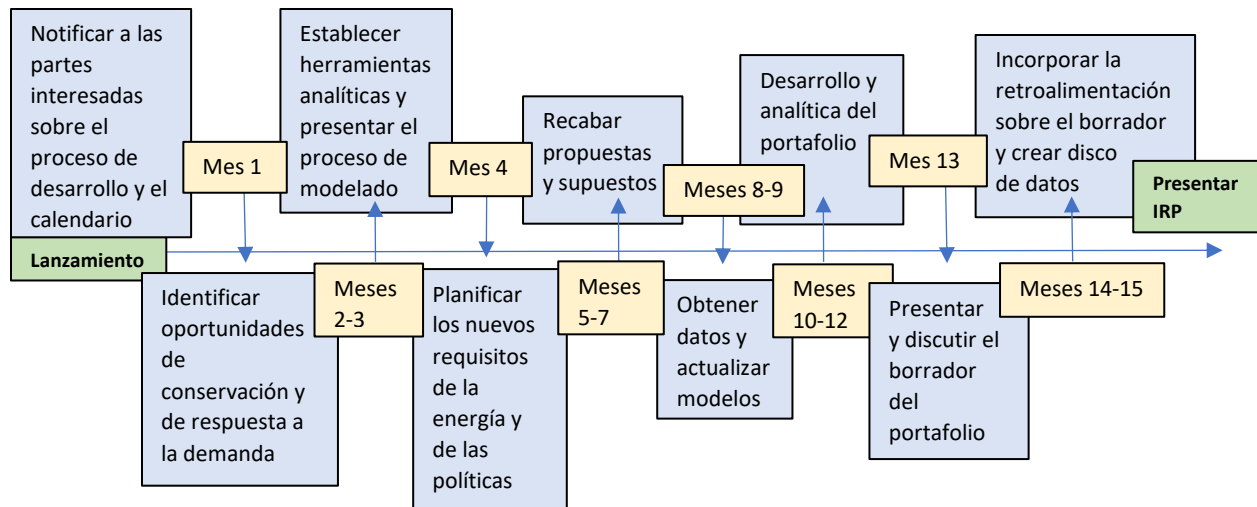 Notificar a las
partes
interesadas
sobre el
proceso de
desarrollo y el
calendario
Lanzamiento
Mes 1
Identificar
oportunidades
de
conservación y
de respuesta a
la demanda
Meses
2-3
Establecer
herramientas
analíticas y
presentar el
proceso de
modelado
Mes 4
Planificar
los nuevos
requisitos
de la
energía y
de las
políticas
Meses
5-7
Recabar
propuestas
y supuestos
Meses 8-9
Obtener
datos y
actualizar
modelos
Meses
10-12
Desarrollo y
analítica del
portafolio
Mes 13
Presentar
y discutir el
borrador
del
portafolio
Meses 14-15
Incorporar la
retroalimentación
sobre el borrador
y crear disco
de datos
Presentar
IRP